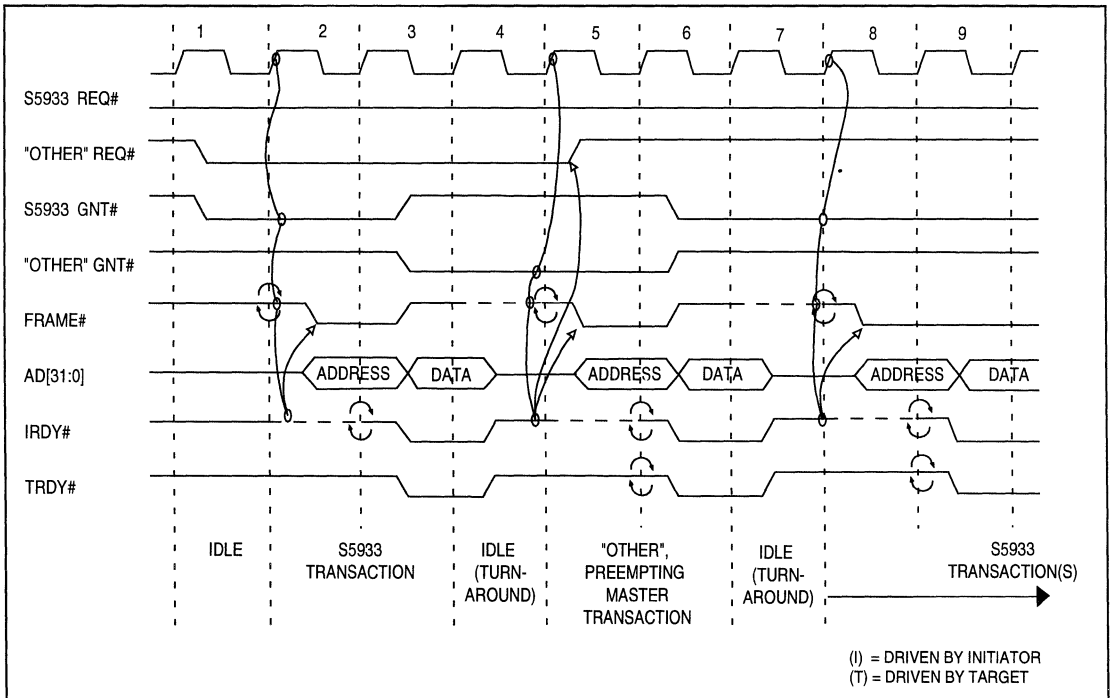 1 2 3 4 5 6 7 8 9
S5933 REQ#
"OTHER" REQ#
S5933 GNT#
"OTHER" GNT#
FRAME#
AD[31:0] ADDRESS DATA ADDRESS DATA ADDRESS DATA
IRDY#
TRDY#
IDLE
S5933
TRANSACTION
IDLE
(TURN-
AROUND)
"OTHER",
PREEMPTING
MASTER
TRANSACTION
IDLE
(TURN-
AROUND)
S5933
TRANSACTION(S)
(I) = DRIVEN BY INITIATOR
(T) = DRIVEN BY TARGET